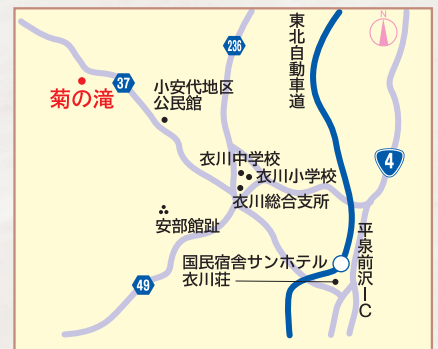 N
東北自動車道
236
37
菊の滝
小安代地区
公民館
4
衣川中学校
衣川小学校
衣川総合支所
安部館趾
平泉前沢IC
国民宿舎サンホテル
衣川荘
49